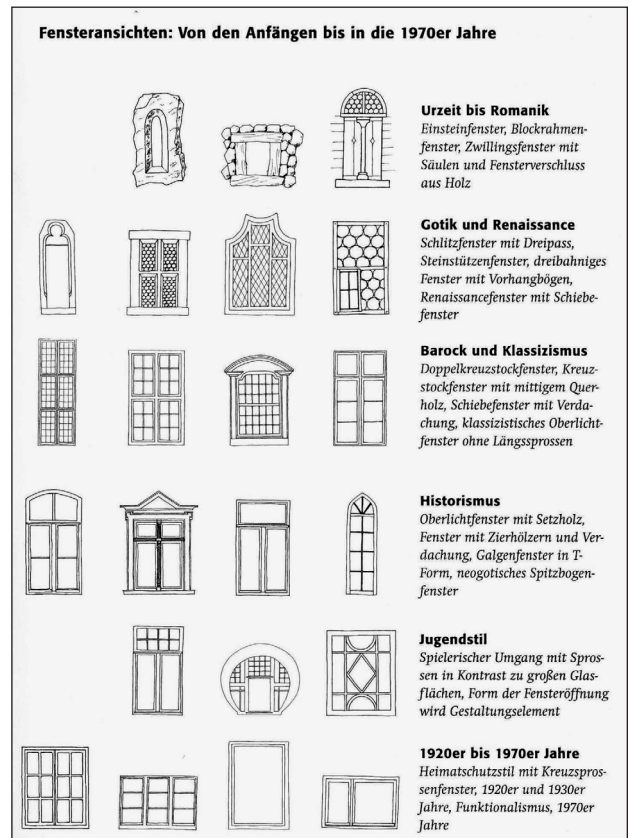 Fensteransichten: Von den Anfängen bis in die 1970er Jahre
Urzeit bis Romanik
Einsteinfenster, Blockrahmen-
fenster, Zwillingsfenster mit
Säulen und Fensterverschluss
aus Holz
Gotik und Renaissance
Schlitzfenster mit Dreipass,
Steinstützenfenster, dreibahniges
Fenster mit Vorhangbögen,
Renaissancefenster mit Schiebe-
fenster
Barock und Klassizismus
Doppelkreuzstockfenster, Kreuz-
stockfenster mit mittigem Quer-
holz, Schiebefenster mit Verda-
chung, klassizistisches Oberlicht-
fenster ohne Längssprossen
Historismus
Oberlichtfenster mit Setzholz,
Fenster mit Zierhölzern und Ver-
dachung, Galgenfenster in T-
Form, neogotisches Spitzbogen-
fenster
Jugendstil
Spielerischer Umgang mit Spros-
sen in Kontrast zu großen Glas-
flächen, Form der Fensteröffnung
wird Gestaltungselement
1920er bis 1970er Jahre
Heimatschutzstil mit Kreuzspros-
senfenster, 1920er und 1930er
Jahre, Funktionalismus, 1970er
Jahre